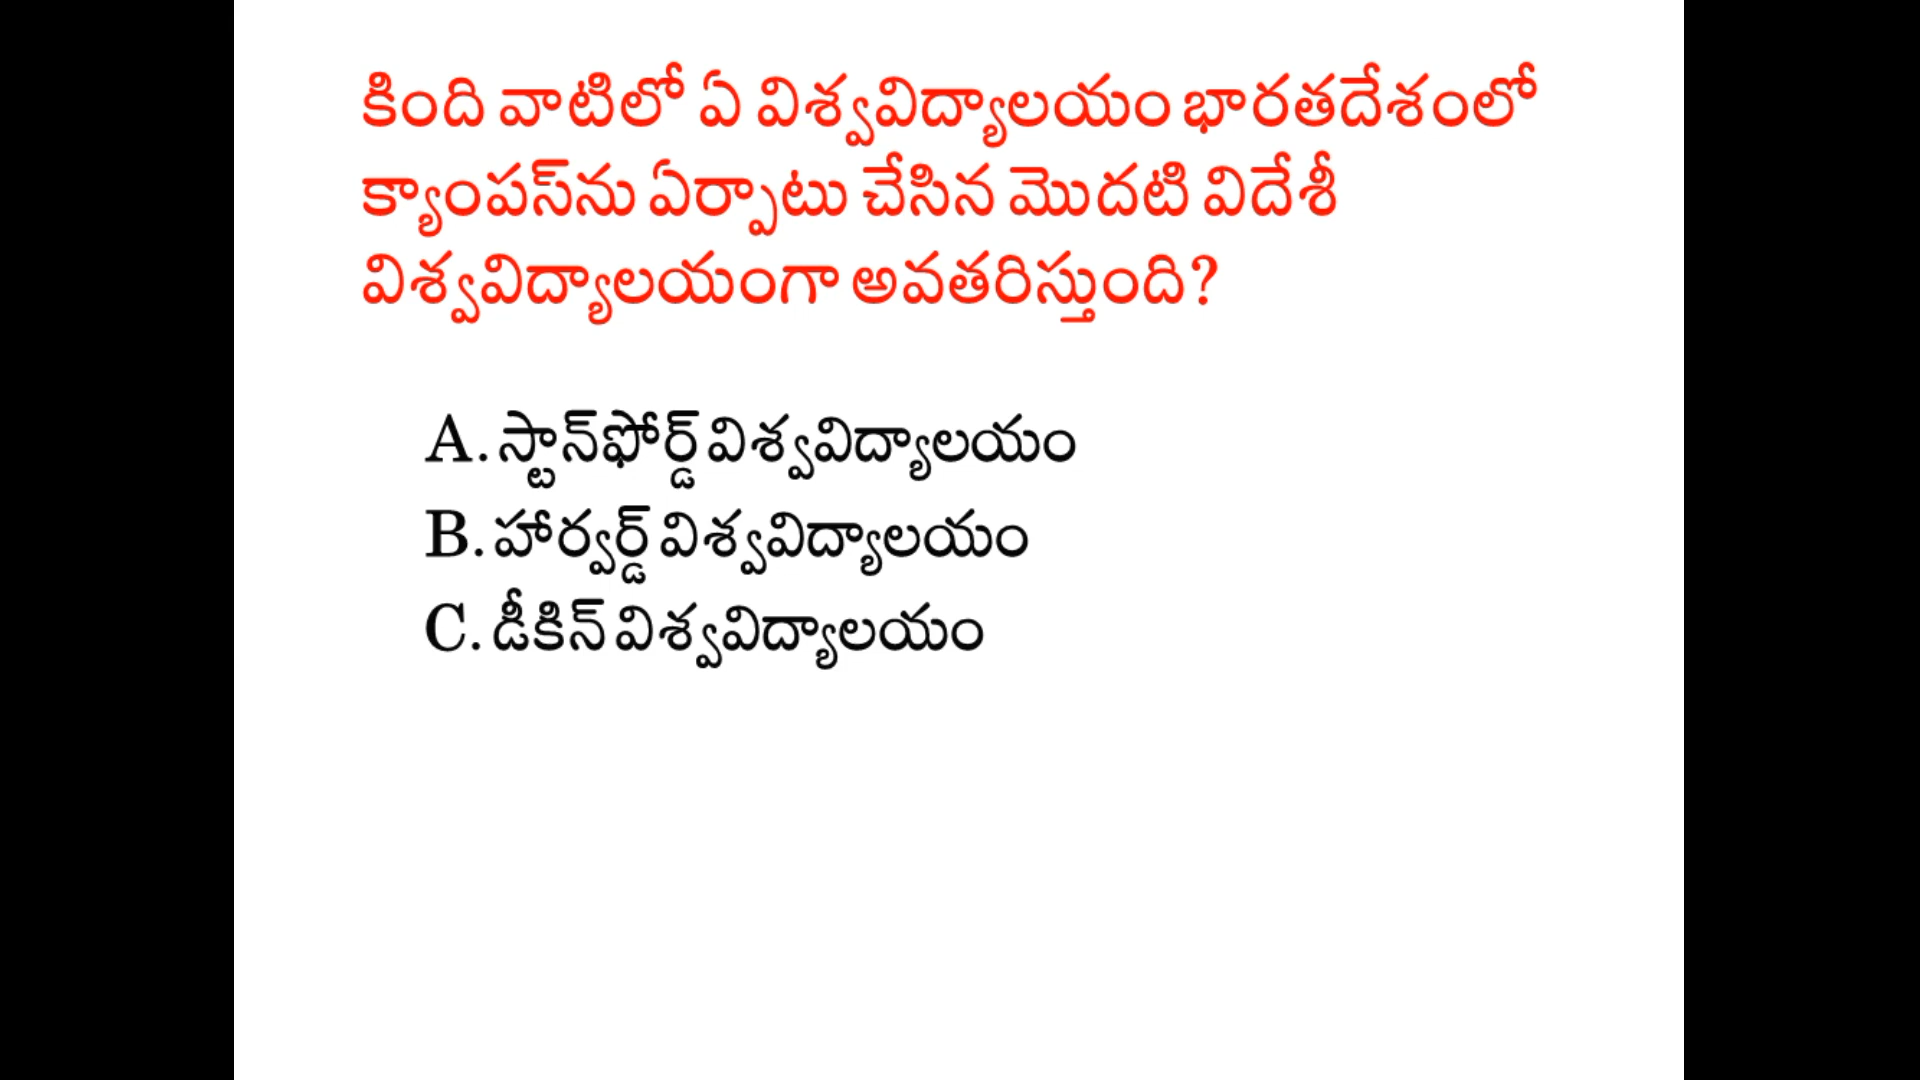 కింది వాటిలో ఏ విశ్వవిద్యాలయం భారతదేశంలో
క్యాంపస్‌ను ఏర్పాటు చేసిన మొదటి విదేశీ
విశ్వవిద్యాలయంగా అవతరిస్తుంది?
A. స్టాన్‌ఫోర్డ్ విశ్వవిద్యాలయం
B. హార్వర్డ్ విశ్వవిద్యాలయం
C. డీకిన్ విశ్వవిద్యాలయం